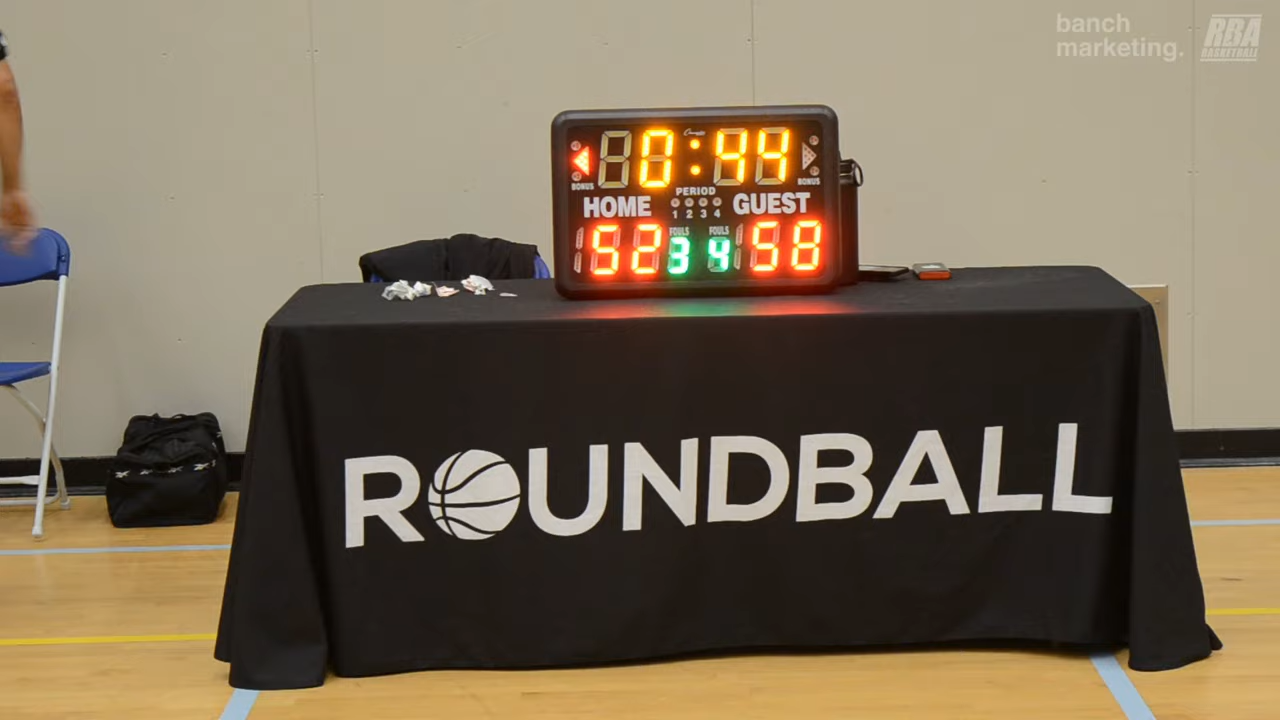 banch
marketing.
RBA
BASKETBALL
0:44
BONUS
BONUS
PERIOD
HOME
1 2 3 4
GUEST
FOULS
FOULS
52
3
4
58
ROUNDBALL